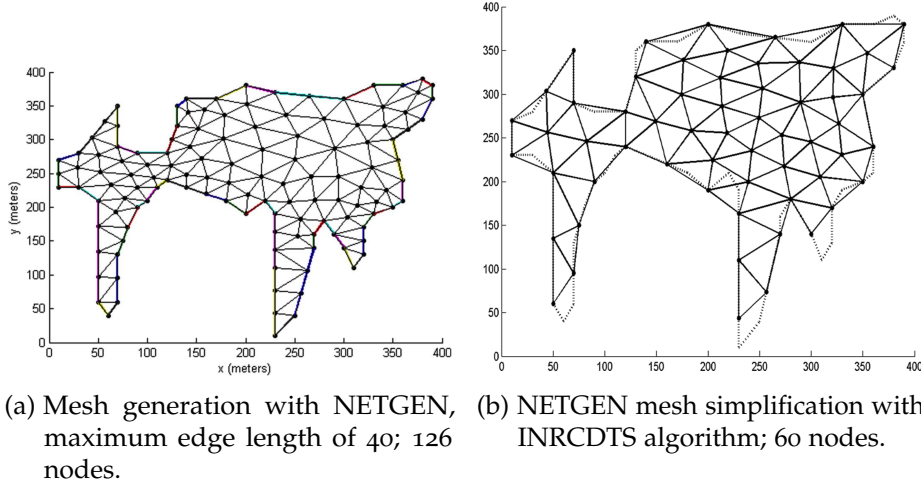 400
350
300
250
200
150
100
50
0
y (meters)
0 50 100 150 200 250 300 350 400
x (meters)
400
350
300
250
200
150
100
50
0
0 50 100 150 200 250 300 350 400
(a) Mesh generation with NETGEN,
maximum edge length of 40; 126
nodes.
(b) NETGEN mesh simplification with
INRCDTS algorithm; 60 nodes.